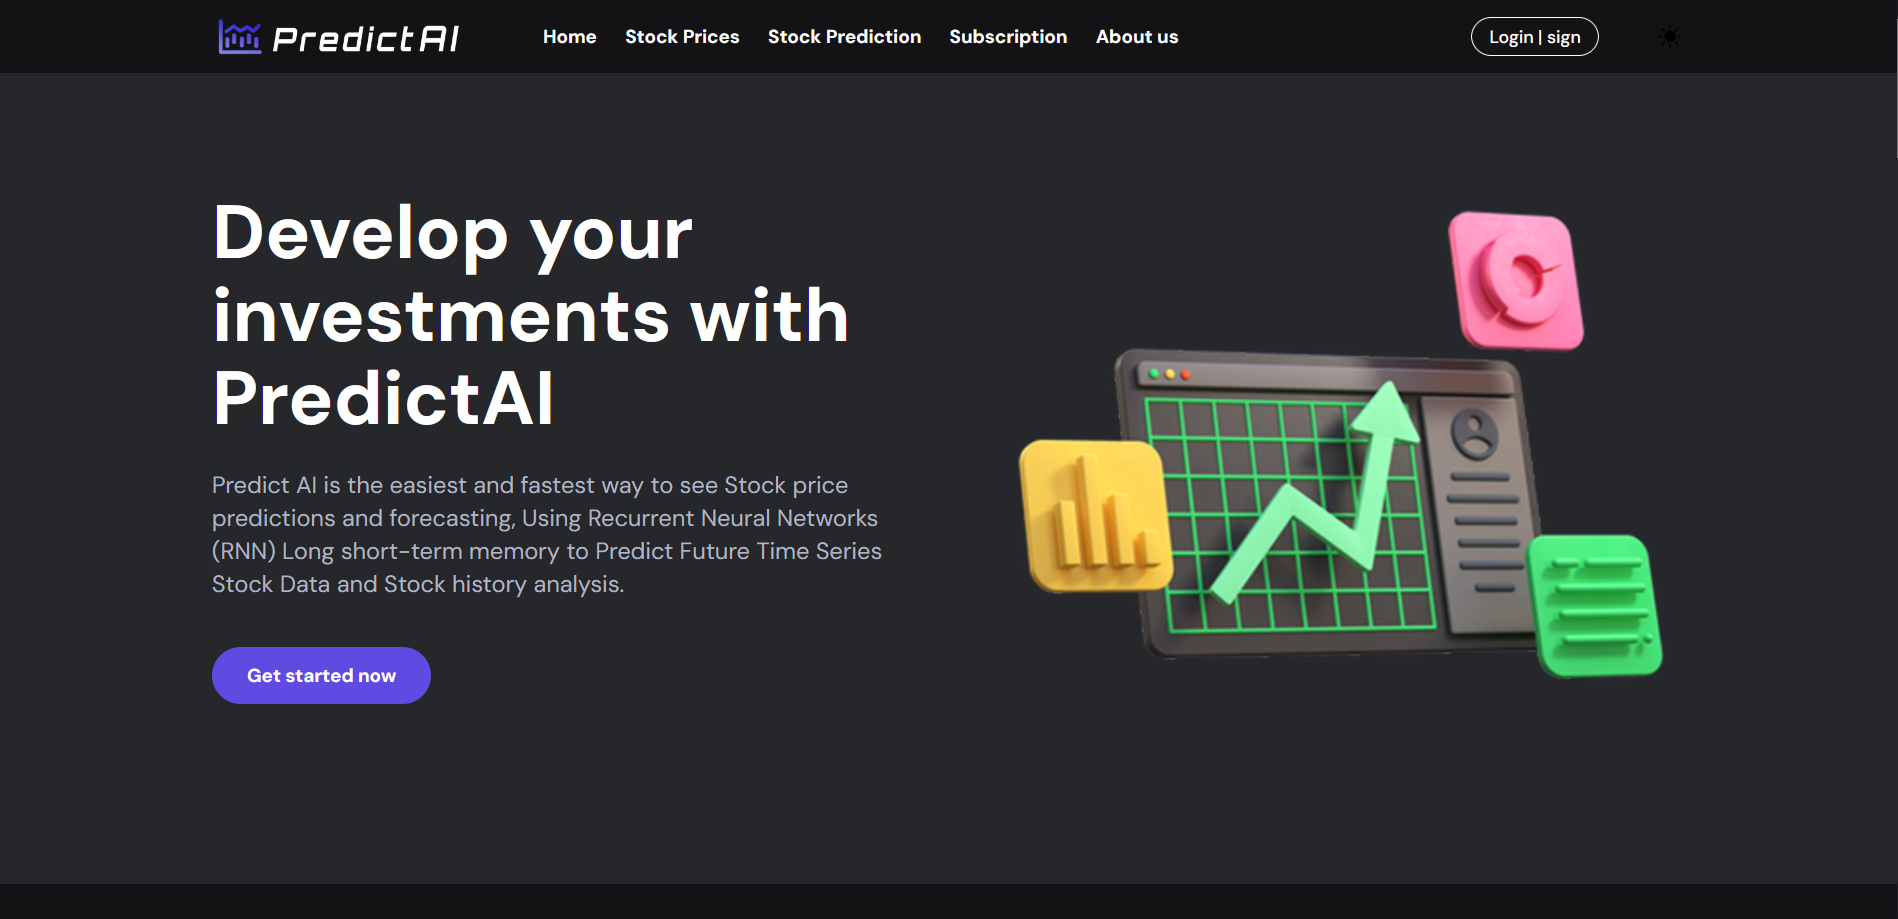 PredictAI
Home
Stock Prices
Stock Prediction
Subscription
About us
Login | sign
Develop your
investments with
PredictAI
Predict AI is the easiest and fastest way to see Stock price
predictions and forecasting, Using Recurrent Neural Networks
(RNN) Long short-term memory to Predict Future Time Series
Stock Data and Stock history analysis.
Get started now